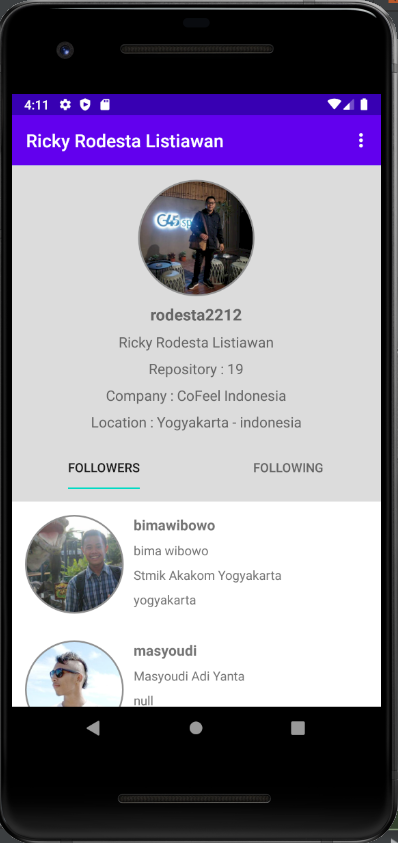 4:11
Ricky Rodesta Listiawan
rodesta2212
Ricky Rodesta Listiawan
Repository : 19
Company : CoFeel Indonesia
Location : Yogyakarta - indonesia
FOLLOWERS FOLLOWING
bimawibowo
bima wibowo
Stmik Akakom Yogyakarta
yogyakarta
masyoudi
Masyoudi Adi Yanta
null